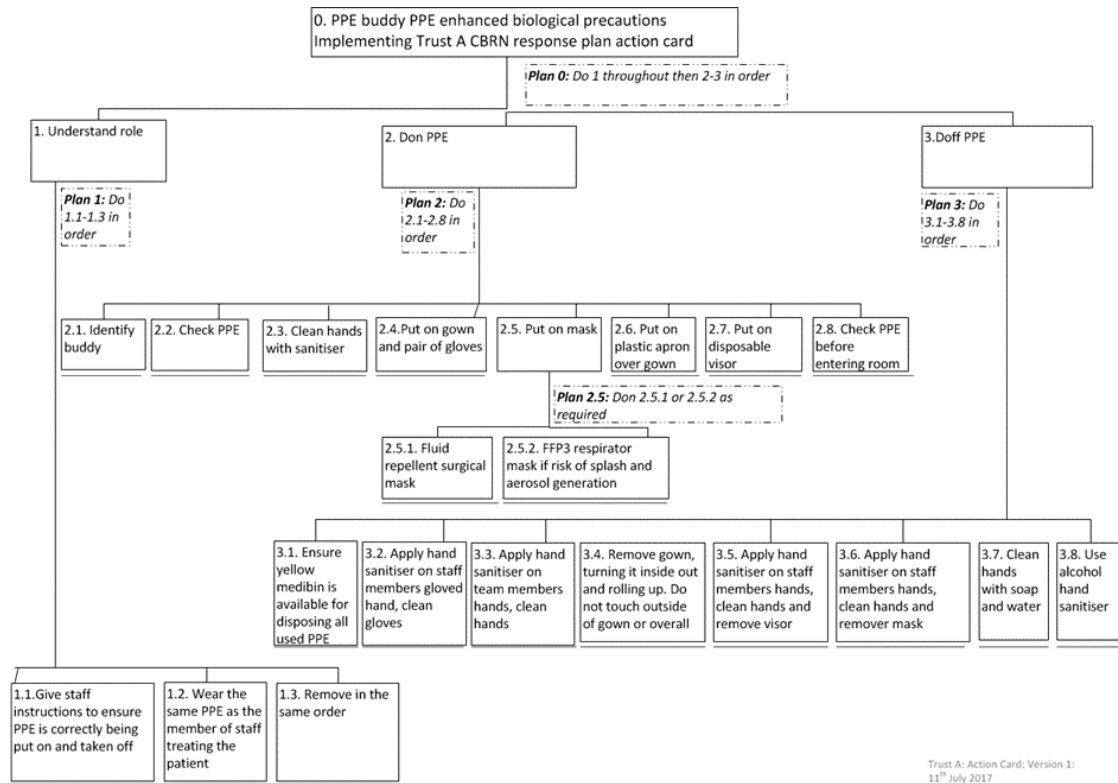 0. PPE buddy PPE enhanced biological precautions
Implementing Trust A CBRN response plan action card
Plan 0: Do 1 throughout then 2-3 in order
1. Understand role
2. Don PPE
3.Doff PPE
Plan 1: Do
1.1-1.3 in
order
Plan 2: Do
2.1-2.8 in
order
Plan 3: Do
3.1-3.8 in
order
2.1. Identify
buddy
2.2. Check PPE
2.3. Clean hands
with sanitiser
2.4.Put on gown
and pair of gloves
2.5. Put on mask
2.6. Put on
plastic apron
over gown
2.7. Put on
disposable
visor
2.8. Check PPE
before
entering room
Plan 2.5: Don 2.5.1 or 2.5.2 as
required
2.5.1. Fluid
repellent surgical
mask
2.5.2. FFP3 respirator
mask if risk of splash and
aerosol generation
3.1. Ensure
yellow
medibin is
available for
disposing all
used PPE
3.2. Apply hand
sanitiser on staff
members gloved
hand, clean
gloves
3.3. Apply hand
sanitiser on
team members
hands, clean
hands
3.4. Remove gown,
turning it inside out
and rolling up. Do
not touch outside
of gown or overall
3.5. Apply hand
sanitiser on staff
members hands,
clean hands and
remove visor
3.6. Apply hand
sanitiser on staff
members hands,
clean hands and
remover mask
3.7. Clean
hands
with soap
and water
3.8. Use
alcohol
hand
sanitiser
1.1.Give staff
instructions to ensure
PPE is correctly being
put on and taken off
1.2. Wear the
same PPE as the
member of staff
treating the
patient
1.3. Remove in the
same order
Trust A: Action Card: Version 1:
11th July 2017